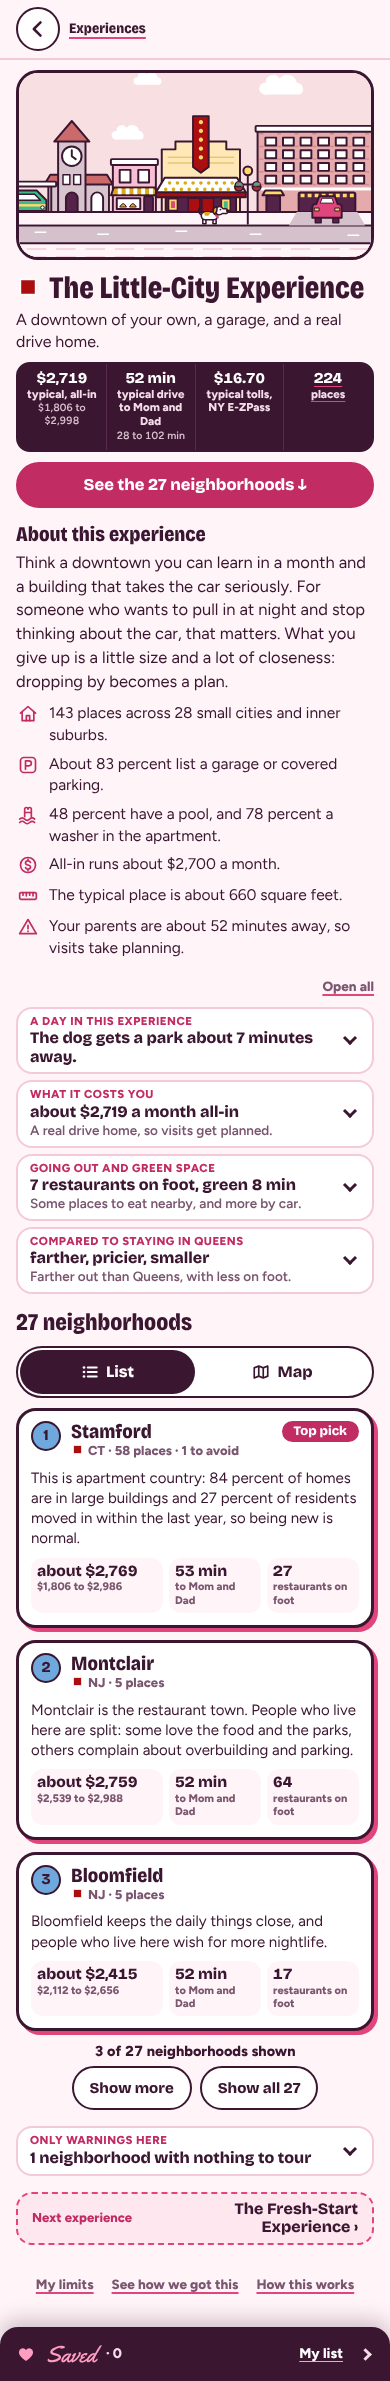 Experiences
The Little-City Experience
A downtown of your own, a garage, and a real
drive home.
$2,719
typical, all-in
$1,806 to
$2,998
52 min
typical drive
to Mom and
Dad
28 to 102 min
$16.70
typical tolls,
NY E-ZPass
224
places
See the 27 neighborhoods ↓
About this experience
Think a downtown you can learn in a month and
a building that takes the car seriously. For
someone who wants to pull in at night and stop
thinking about the car, that matters. What you
give up is a little size and a lot of closeness:
dropping by becomes a plan.
143 places across 28 small cities and inner
suburbs.
About 83 percent list a garage or covered
parking.
48 percent have a pool, and 78 percent a
washer in the apartment.
All-in runs about $2,700 a month.
The typical place is about 660 square feet.
Your parents are about 52 minutes away, so
visits take planning.
Open all
A DAY IN THIS EXPERIENCE
The dog gets a park about 7 minutes
away.
WHAT IT COSTS YOU
about $2,719 a month all-in
A real drive home, so visits get planned.
GOING OUT AND GREEN SPACE
7 restaurants on foot, green 8 min
Some places to eat nearby, and more by car.
COMPARED TO STAYING IN QUEENS
farther, pricier, smaller
Farther out than Queens, with less on foot.
27 neighborhoods
List
Map
1
Stamford
Top pick
CT · 58 places · 1 to avoid
This is apartment country: 84 percent of homes
are in large buildings and 27 percent of residents
moved in within the last year, so being new is
normal.
about $2,769
$1,806 to $2,986
53 min
to Mom and
Dad
27
restaurants on
foot
2
Montclair
NJ · 5 places
Montclair is the restaurant town. People who live
here are split: some love the food and the parks,
others complain about overbuilding and parking.
about $2,759
$2,539 to $2,988
52 min
to Mom and
Dad
64
restaurants on
foot
3
Bloomfield
NJ · 5 places
Bloomfield keeps the daily things close, and
people who live here wish for more nightlife.
about $2,415
$2,112 to $2,656
52 min
to Mom and
Dad
17
restaurants on
foot
3 of 27 neighborhoods shown
Show more
Show all 27
ONLY WARNINGS HERE
1 neighborhood with nothing to tour
Next experience
The Fresh-Start
Experience ›
My limits
See how we got this
How this works
Saved · 0
My list